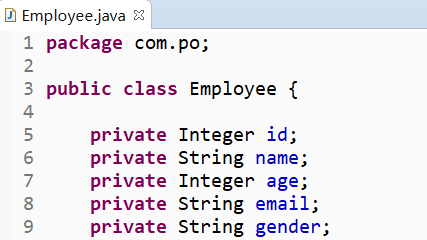 Employee.java
1 package com.po;
2
3 public class Employee {
4
5 private Integer id;
6 private String name;
7 private Integer age;
8 private String email;
9 private String gender;